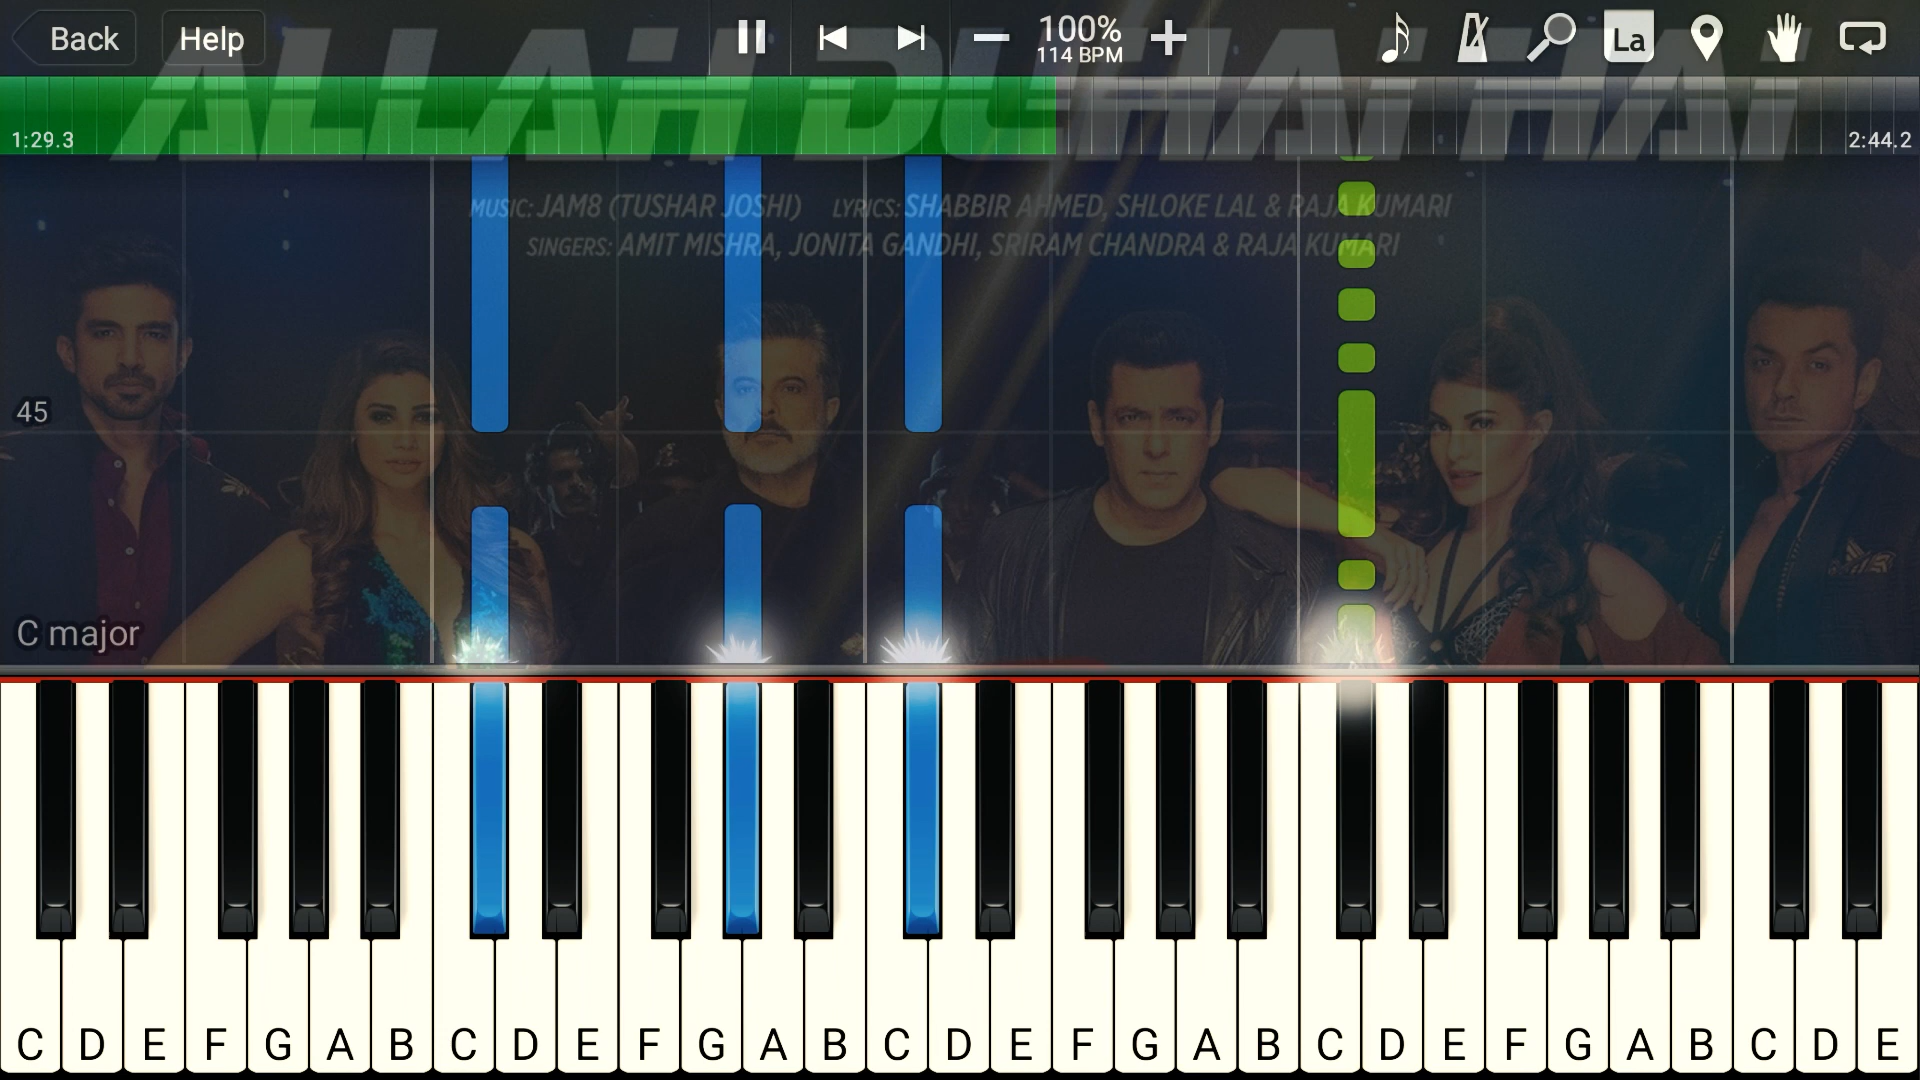 Back Help 100% La
114 BPM
ALLAH DUHAI HAI
1:29.3 2:44.2
MUSIC: JAM8 (TUSHAR JOSHI) LYRICS: SHABBIR AHMED, SHLOKE LAL & RAJA KUMARI
SINGERS: AMIT MISHRA, JONITA GANDHI, SRIRAM CHANDRA & RAJA KUMARI
45
C major
C D E F G A B C D E F G A B C D E F G A B C D E F G A B C D E